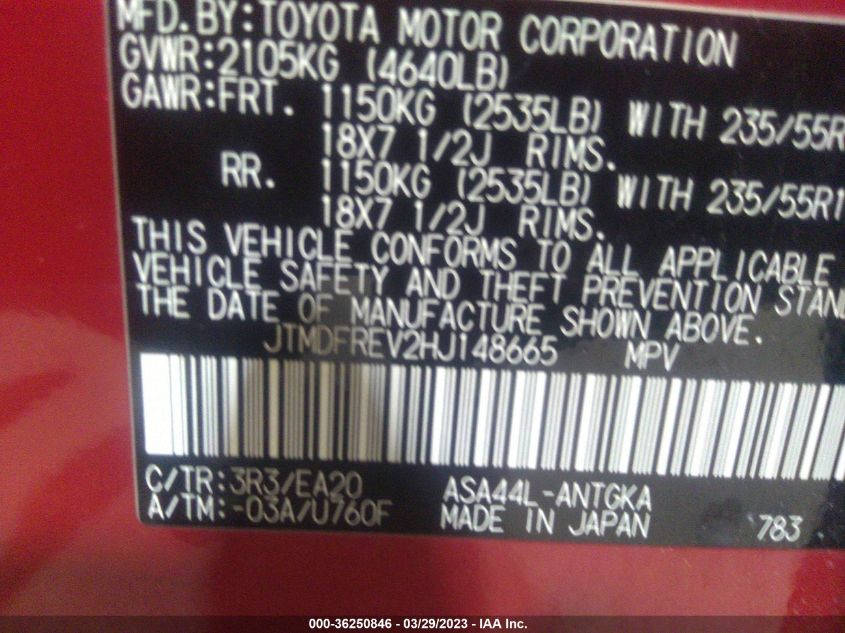 MFD. BY: TOYOTA MOTOR CORPORATION
GVWR: 2105KG (4640LB)
GAWR: FRT. 1150KG (2535LB) WITH 235/55R
18X7 1/2J RIMS.
RR. 1150KG (2535LB) WITH 235/55R1
18X7 1/2J RIMS.
THIS VEHICLE CONFORMS TO ALL APPLICABLE
VEHICLE SAFETY AND THEFT PREVENTION STAN
THE DATE OF MANUFACTURE SHOWN ABOVE.
JTMDFREV2HJ148665 MPV
C/TR: 3R3/EA20 ASA44L-ANTGKA
A/TM: -03A/U760F MADE IN JAPAN 783
000-36250846 - 03/29/2023 - IAA Inc.